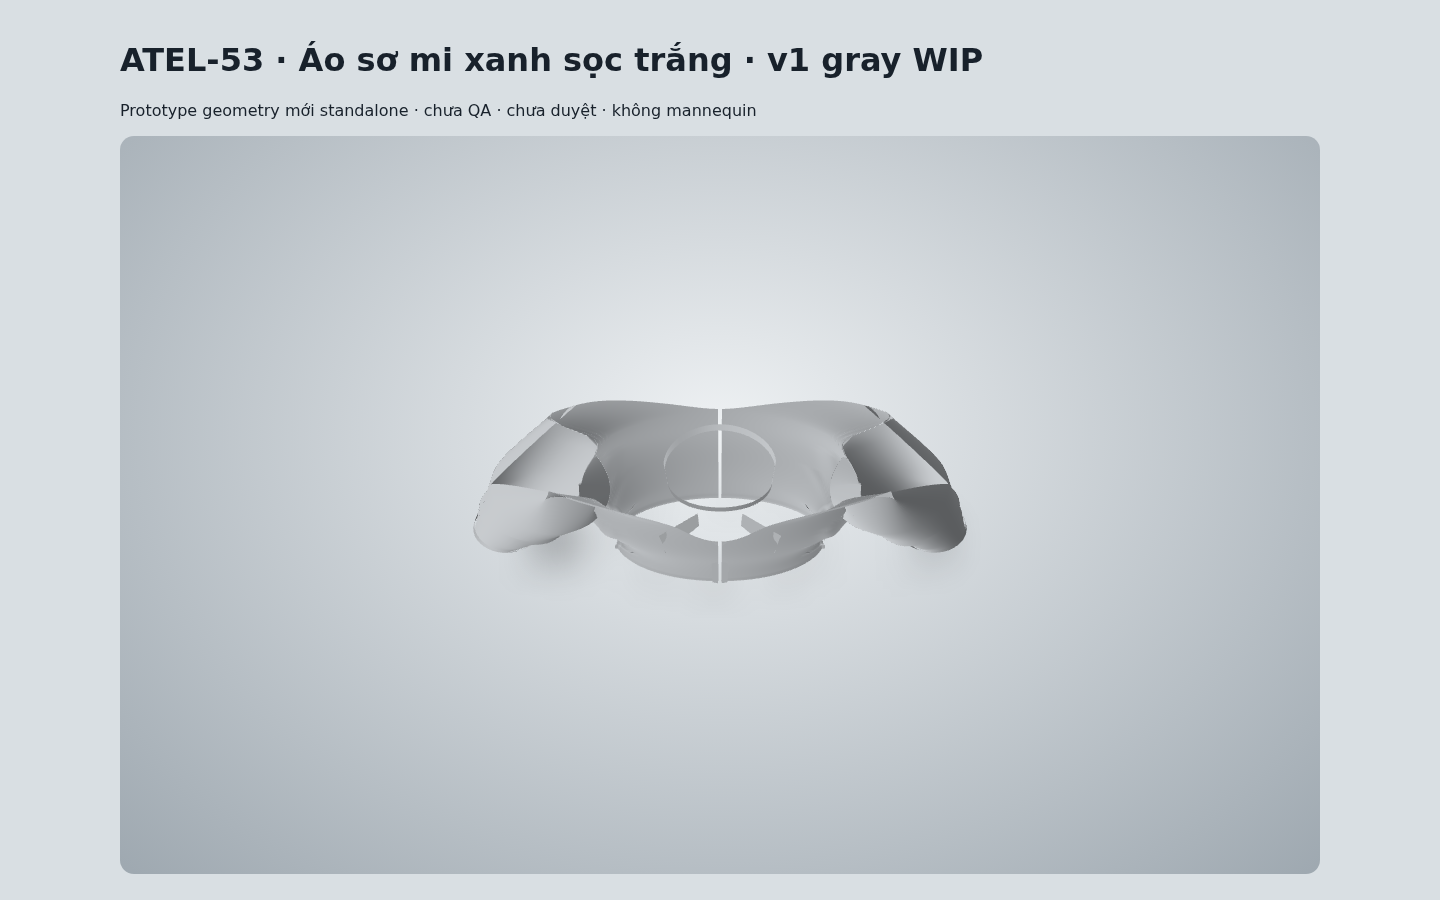 ATEL-53 · Áo sơ mi xanh sọc trắng · v1 gray WIP
Prototype geometry mới standalone · chưa QA · chưa duyệt · không mannequin